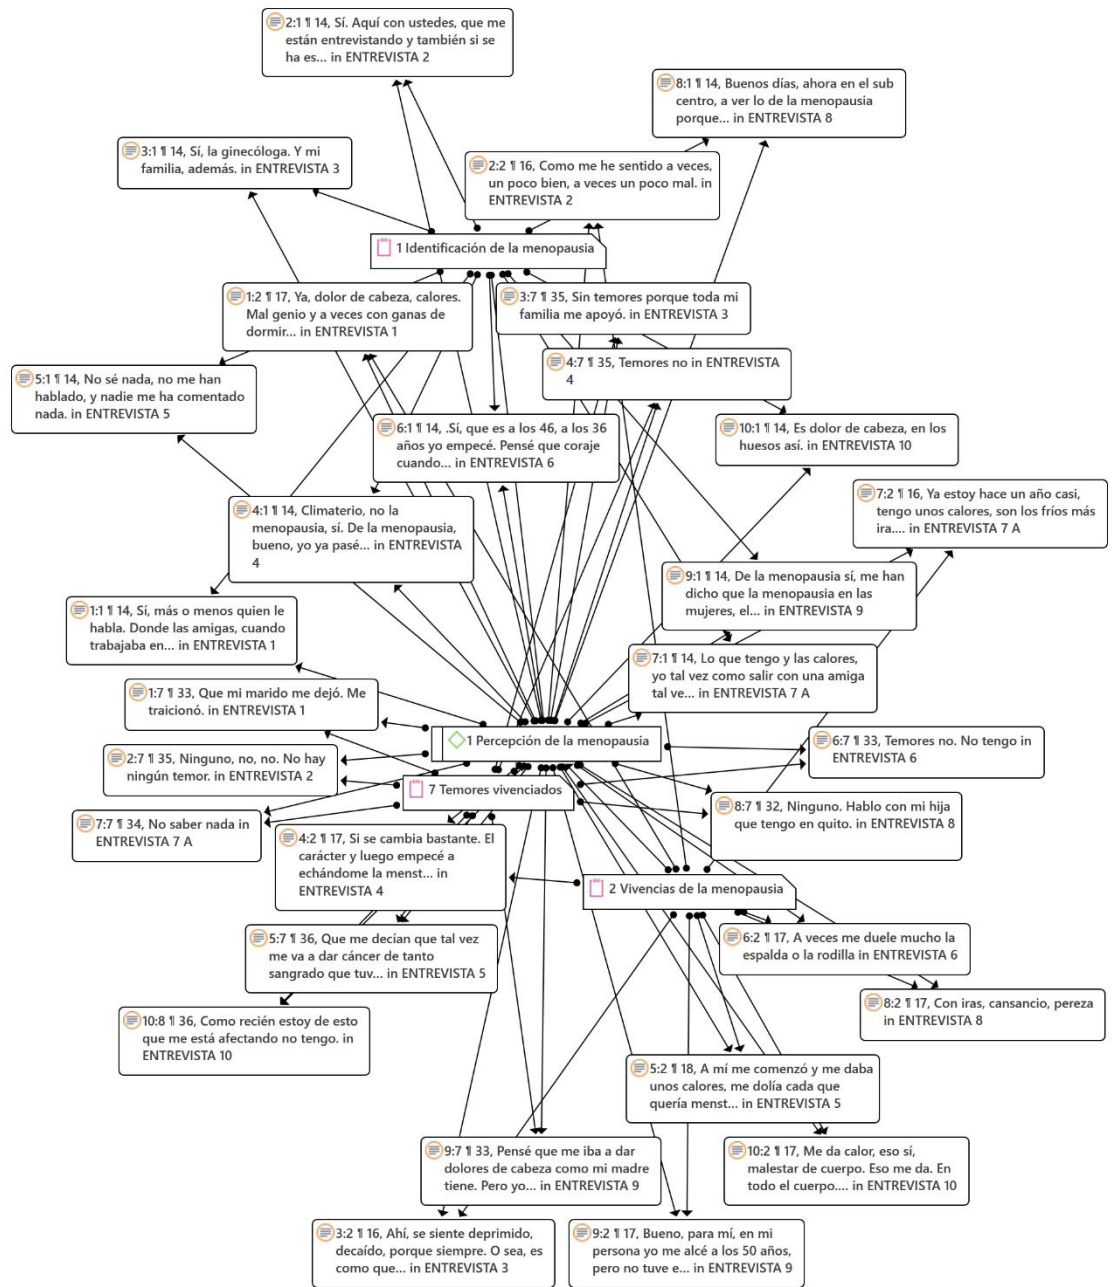 2:1 ¶ 14, Sí. Aquí con ustedes, que me
están entrevistando y también si se
ha es... in ENTREVISTA 2
8:1 ¶ 14, Buenos días, ahora en el sub
centro, a ver lo de la menopausia
porque... in ENTREVISTA 8
3:1 ¶ 14, Sí, la ginecóloga. Y mi
familia, además. in ENTREVISTA 3
2:2 ¶ 16, Como me he sentido a veces,
un poco bien, a veces un poco mal. in
ENTREVISTA 2
1 Identificación de la menopausia
1:2 ¶ 17, Ya, dolor de cabeza, calores.
Mal genio y a veces con ganas de
dormir... in ENTREVISTA 1
3:7 ¶ 35, Sin temores porque toda mi
familia me apoyó. in ENTREVISTA 3
4:7 ¶ 35, Temores no in ENTREVISTA
4
5:1 ¶ 14, No sé nada, no me han
hablado, y nadie me ha comentado
nada. in ENTREVISTA 5
6:1 ¶ 14, .Sí, que es a los 46, a los 36
años yo empecé. Pensé que coraje
cuando... in ENTREVISTA 6
10:1 ¶ 14, Es dolor de cabeza, en los
huesos así. in ENTREVISTA 10
7:2 ¶ 16, Ya estoy hace un año casi,
tengo unos calores, son los fríos más
ira.... in ENTREVISTA 7 A
4:1 ¶ 14, Climaterio, no la
menopausia, sí. De la menopausia,
bueno, yo ya pasé... in ENTREVISTA
4
9:1 ¶ 14, De la menopausia sí, me han
dicho que la menopausia en las
mujeres, el... in ENTREVISTA 9
1:1 ¶ 14, Sí, más o menos quien le
habla. Donde las amigas, cuando
trabajaba en... in ENTREVISTA 1
7:1 ¶ 14, Lo que tengo y las calores,
yo tal vez como salir con una amiga
tal ve... in ENTREVISTA 7 A
1:7 ¶ 33, Que mi marido me dejó. Me
traicionó. in ENTREVISTA 1
1 Percepción de la menopausia
6:7 ¶ 33, Temores no. No tengo in
ENTREVISTA 6
2:7 ¶ 35, Ninguno, no, no. No hay
ningún temor. in ENTREVISTA 2
7 Temores vivenciados
8:7 ¶ 32, Ninguno. Hablo con mi hija
que tengo en quito. in ENTREVISTA 8
7:7 ¶ 34, No saber nada in
ENTREVISTA 7 A
4:2 ¶ 17, Si se cambia bastante. El
carácter y luego empecé a
echándome la menst... in
ENTREVISTA 4
2 Vivencias de la menopausia
5:7 ¶ 36, Que me decían que tal vez
me va a dar cáncer de tanto
sangrado que tuv... in ENTREVISTA 5
6:2 ¶ 17, A veces me duele mucho la
espalda o la rodilla in ENTREVISTA 6
8:2 ¶ 17, Con iras, cansancio, pereza
in ENTREVISTA 8
10:8 ¶ 36, Como recién estoy de esto
que me está afectando no tengo. in
ENTREVISTA 10
5:2 ¶ 18, A mí me comenzó y me daba
unos calores, me dolía cada que
quería menst... in ENTREVISTA 5
9:7 ¶ 33, Pensé que me iba a dar
dolores de cabeza como mi madre
tiene. Pero yo... in ENTREVISTA 9
10:2 ¶ 17, Me da calor, eso sí,
malestar de cuerpo. Eso me da. En
todo el cuerpo.... in ENTREVISTA 10
3:2 ¶ 16, Ahí, se siente deprimido,
decaído, porque siempre. O sea, es
como que... in ENTREVISTA 3
9:2 ¶ 17, Bueno, para mí, en mi
persona yo me alcé a los 50 años,
pero no tuve e... in ENTREVISTA 9